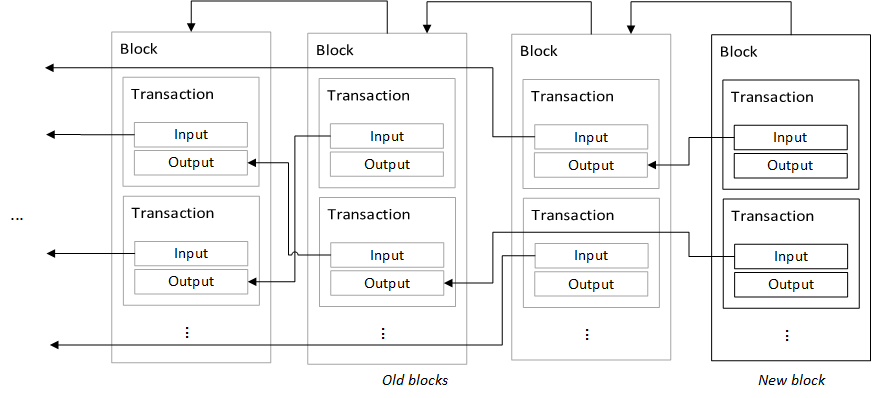 Block
Transaction
Input
Output
Transaction
Input
Output
⋮
Block
Transaction
Input
Output
Transaction
Input
Output
⋮
Block
Transaction
Input
Output
Transaction
Input
Output
⋮
Block
Transaction
Input
Output
Transaction
Input
Output
⋮
...
Old blocks
New block